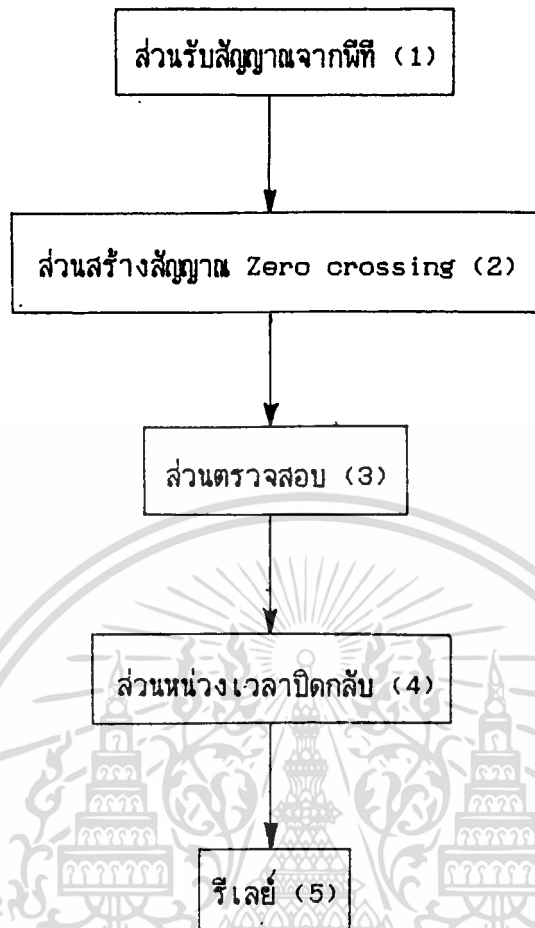 ส่วนรับสัญญาณจากพีที (1)
ส่วนสร้างสัญญาณ Zero crossing (2)
ส่วนตรวจสอบ (3)
ส่วนหน่วงเวลาปิดกลับ (4)
รีเลย์ (5)